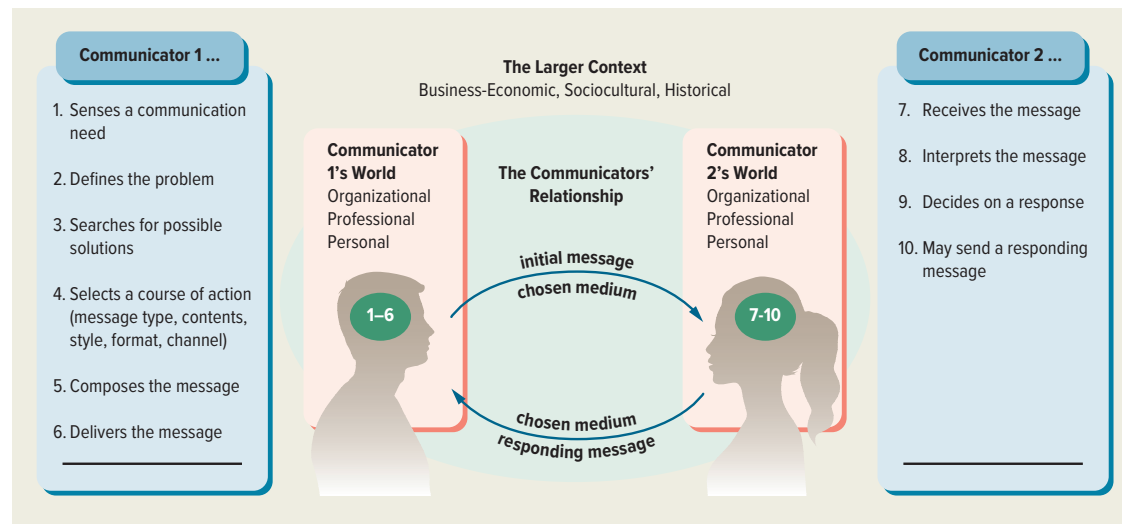 Communicator 1 ...
1. Senses a communication
need
2. Defines the problem
3. Searches for possible
solutions
4. Selects a course of action
(message type, contents,
style, format, channel)
5. Composes the message
6. Delivers the message
The Larger Context
Business-Economic, Sociocultural, Historical
Communicator
1's World
Organizational
Professional
Personal
1–6
The Communicators'
Relationship
initial message
chosen medium
chosen medium
responding message
Communicator
2's World
Organizational
Professional
Personal
7-10
Communicator 2 ...
7. Receives the message
8. Interprets the message
9. Decides on a response
10. May send a responding
message